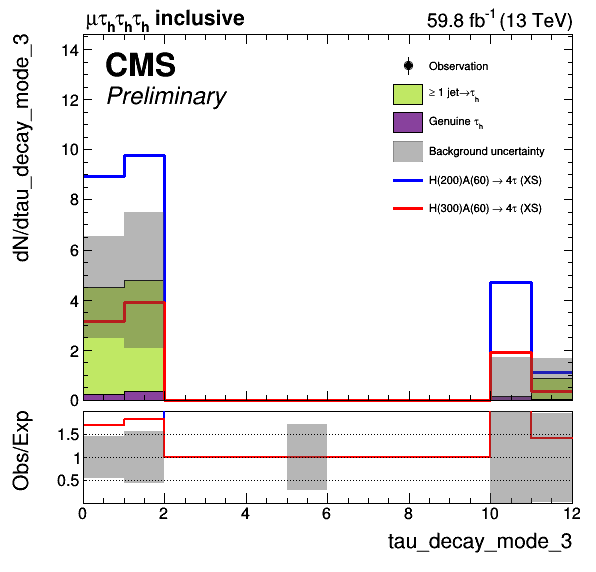 μτhτhτh inclusive
59.8 fb⁻¹ (13 TeV)
CMS
Preliminary
Observation
≥ 1 jet→τh
Genuine τh
Background uncertainty
H(200)A(60) → 4τ (XS)
H(300)A(60) → 4τ (XS)
dN/dtau_decay_mode_3
14
12
10
8
6
4
2
0
Obs/Exp
1.5
1
0.5
0 2 4 6 8 10 12
tau_decay_mode_3